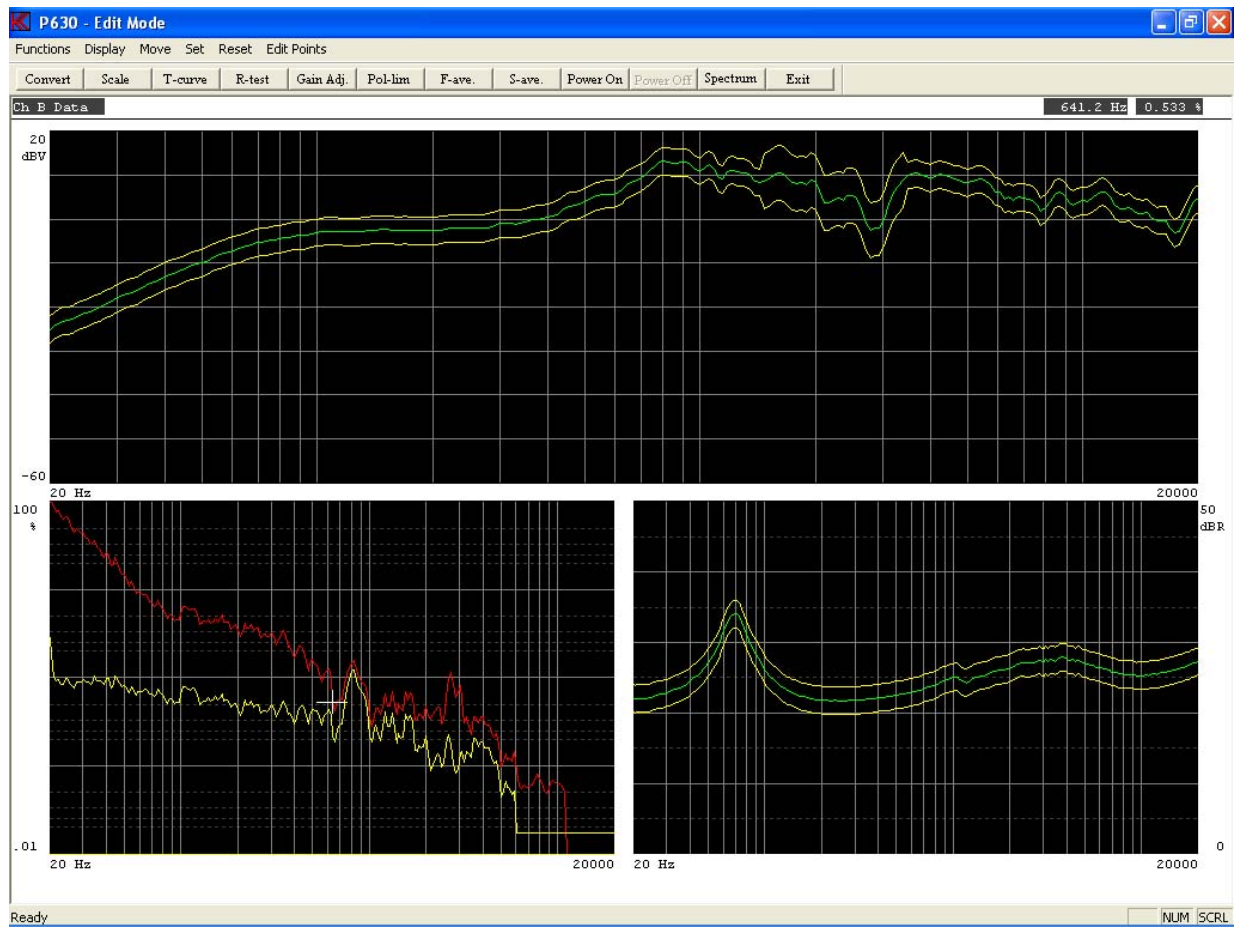 P630 - Edit Mode
Functions Display Move Set Reset Edit Points
Convert Scale T-curve R-test Gain Adj. Pol-lim F-ave. S-ave. Power On Power Off Spectrum Exit
Ch B Data 641.2 Hz 0.533 %
20
dBV
-60
20 Hz 20000
100
%
.01
20 Hz 20000
50
dBR
0
20 Hz 20000
Ready NUM SCRL